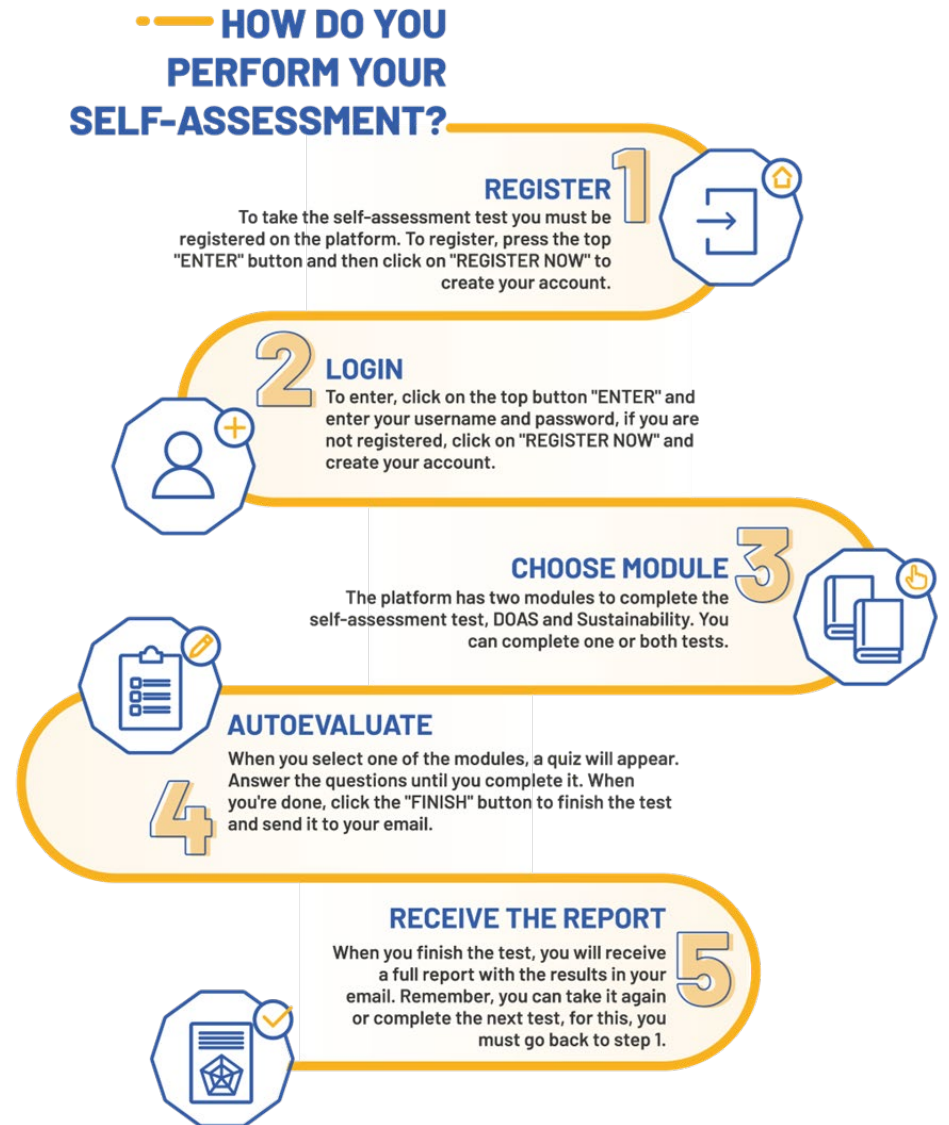 HOW DO YOU
PERFORM YOUR
SELF-ASSESSMENT?
1
REGISTER
To take the self-assessment test you must be
registered on the platform. To register, press the top
"ENTER" button and then click on "REGISTER NOW" to
create your account.
2
LOGIN
To enter, click on the top button "ENTER" and
enter your username and password, if you are
not registered, click on "REGISTER NOW" and
create your account.
3
CHOOSE MODULE
The platform has two modules to complete the
self-assessment test, DOAS and Sustainability. You
can complete one or both tests.
4
AUTOEVALUATE
When you select one of the modules, a quiz will appear.
Answer the questions until you complete it. When
you're done, click the "FINISH" button to finish the test
and send it to your email.
5
RECEIVE THE REPORT
When you finish the test, you will receive
a full report with the results in your
email. Remember, you can take it again
or complete the next test, for this, you
must go back to step 1.